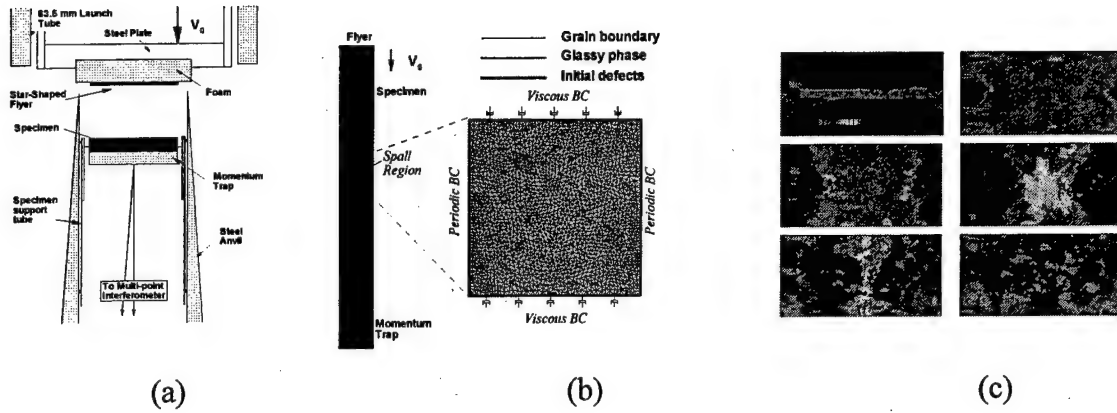 63.5 mm Launch
Tube
Steel Plate
V₀
Star-Shaped
Flyer
Foam
Specimen
Momentum
Trap
Specimen
support
tube
Steel
Anvil
To Multi-point
Interferometer
(a)
Flyer
V₀
Specimen
Spall
Region
Momentum
Trap
Grain boundary
Glassy phase
Initial defects
Viscous BC
Periodic BC
Periodic BC
Viscous BC
(b)
(c)